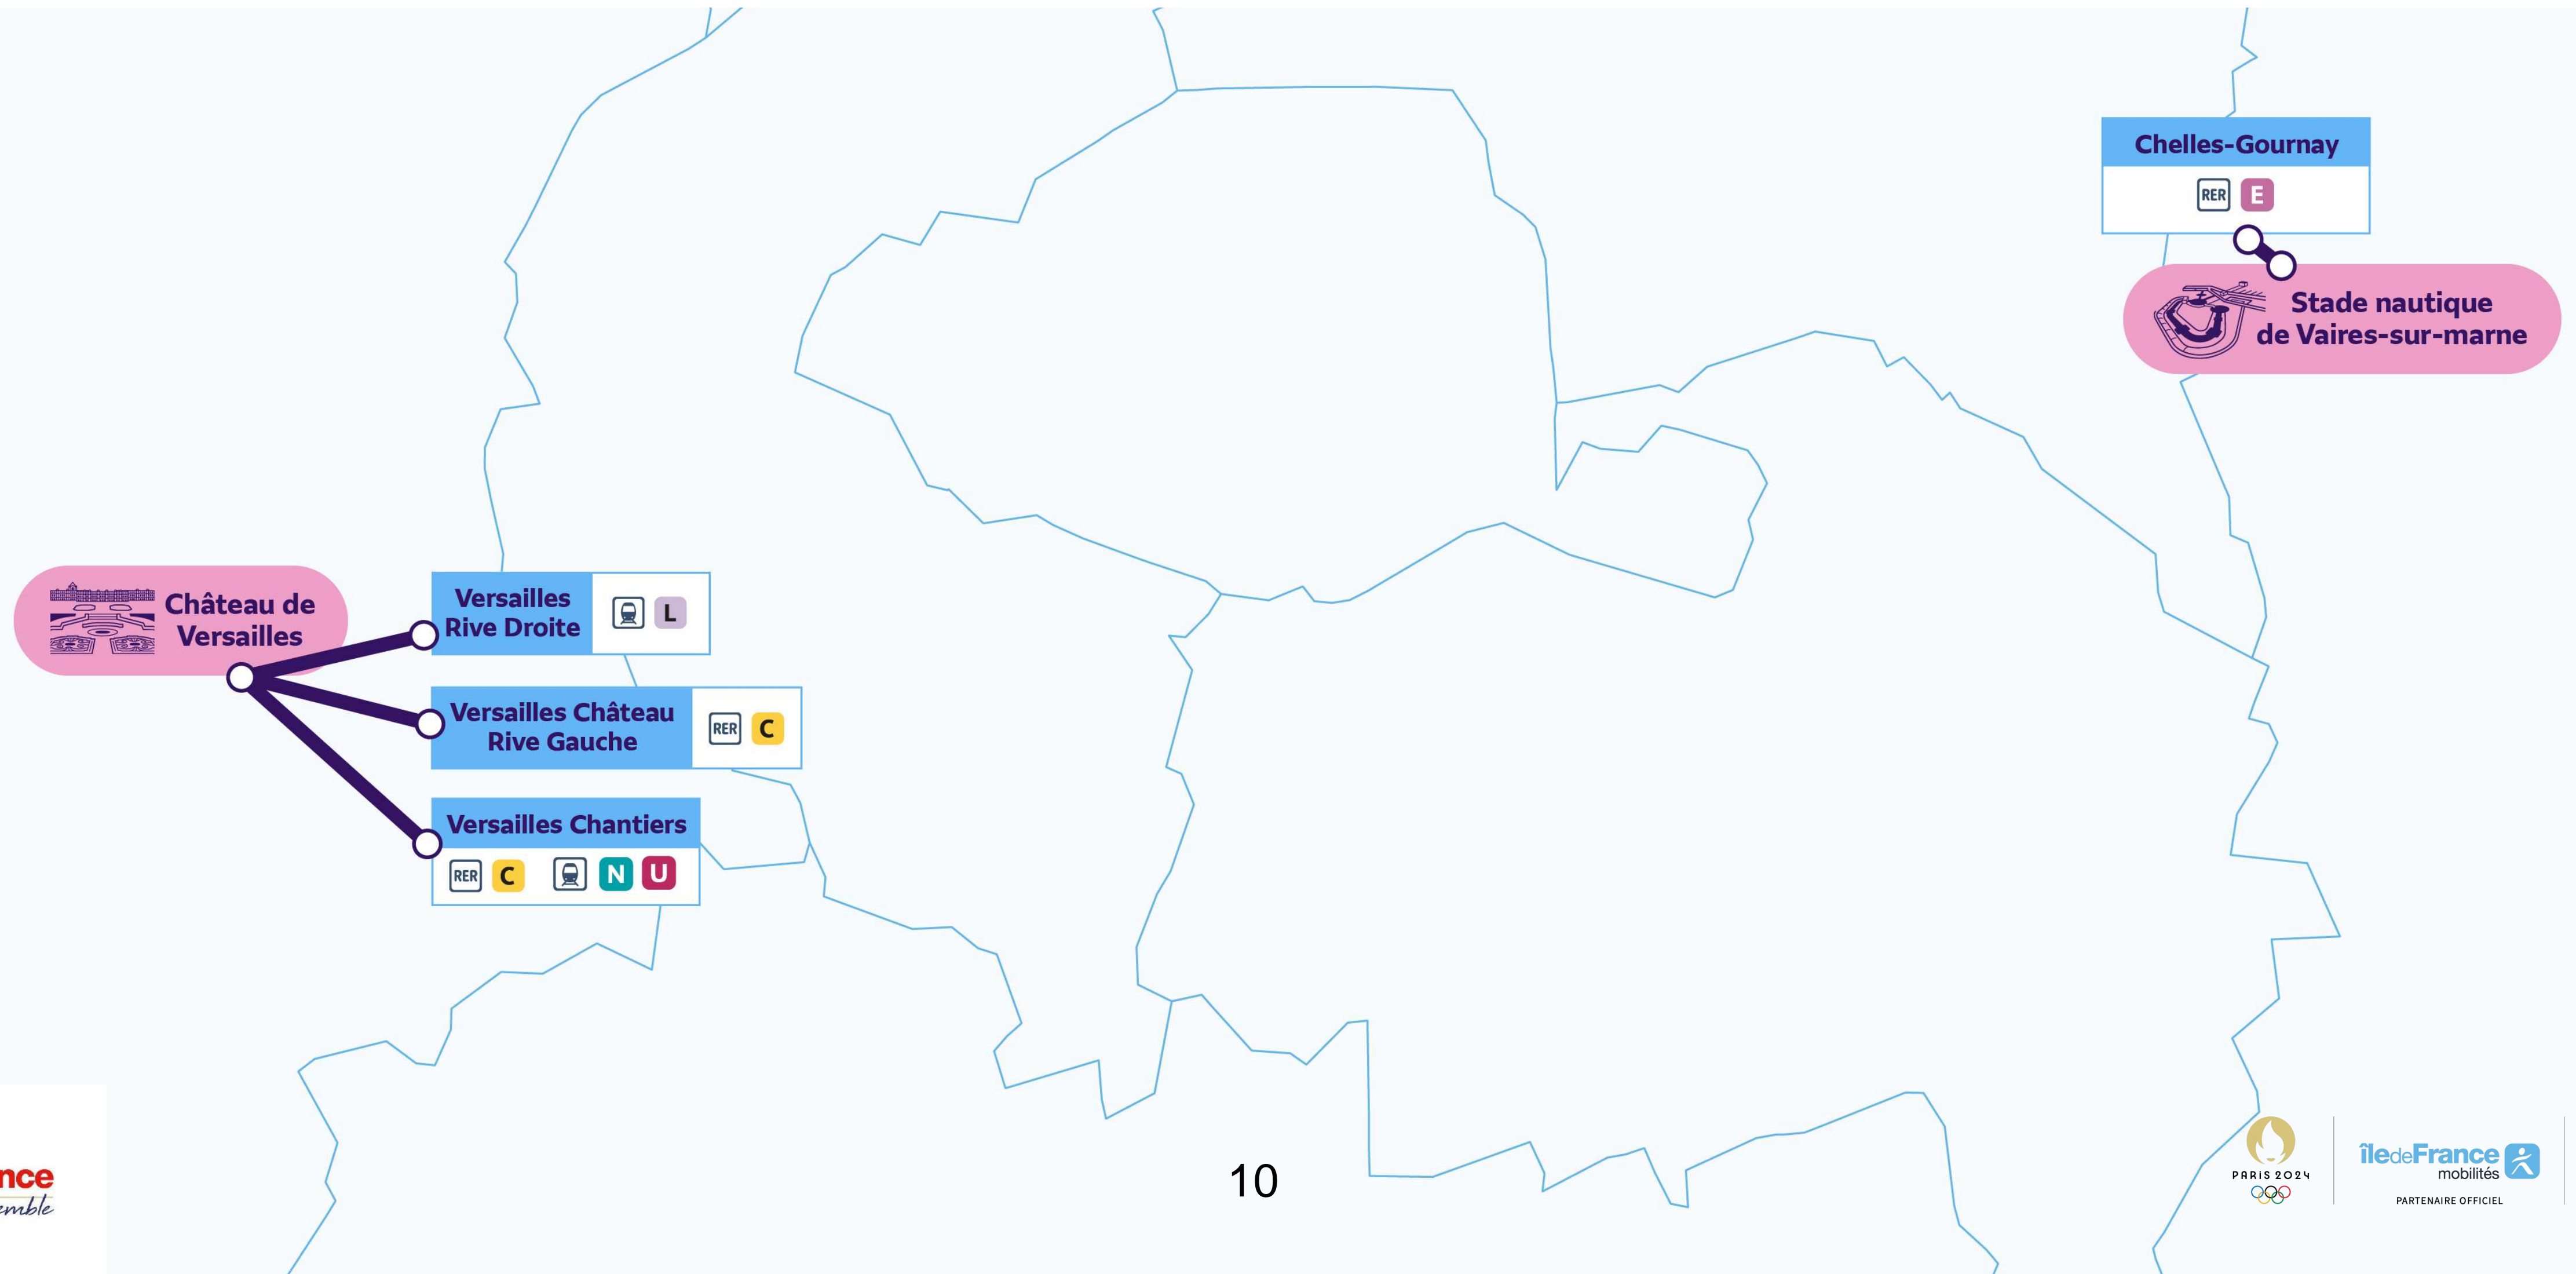 Chelles-Gournay
RER E
Stade nautique
de Vaires-sur-marne
Château de
Versailles
Versailles
Rive Droite
L
Versailles Château
Rive Gauche
RER C
Versailles Chantiers
RER C N U
nce
emble
10
PARIS 2024
îledeFrance
mobilités
PARTENAIRE OFFICIEL